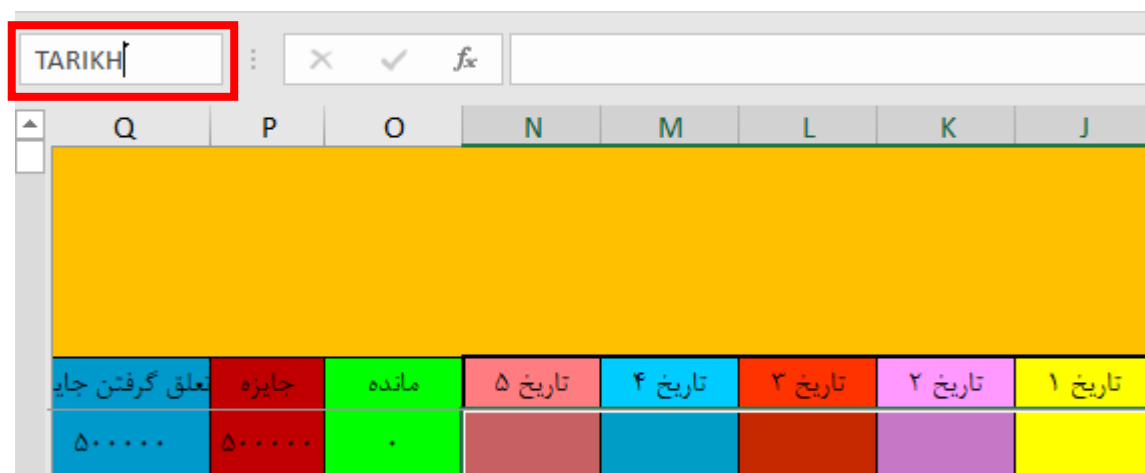 TARIKH
fx
Q P O N M L K J
تاریخ ۱ تاریخ ۲ تاریخ ۳ تاریخ ۴ تاریخ ۵ مانده جایزه تعلق گرفتن جای
۰ ۵۰۰۰۰۰ ۵۰۰۰۰۰